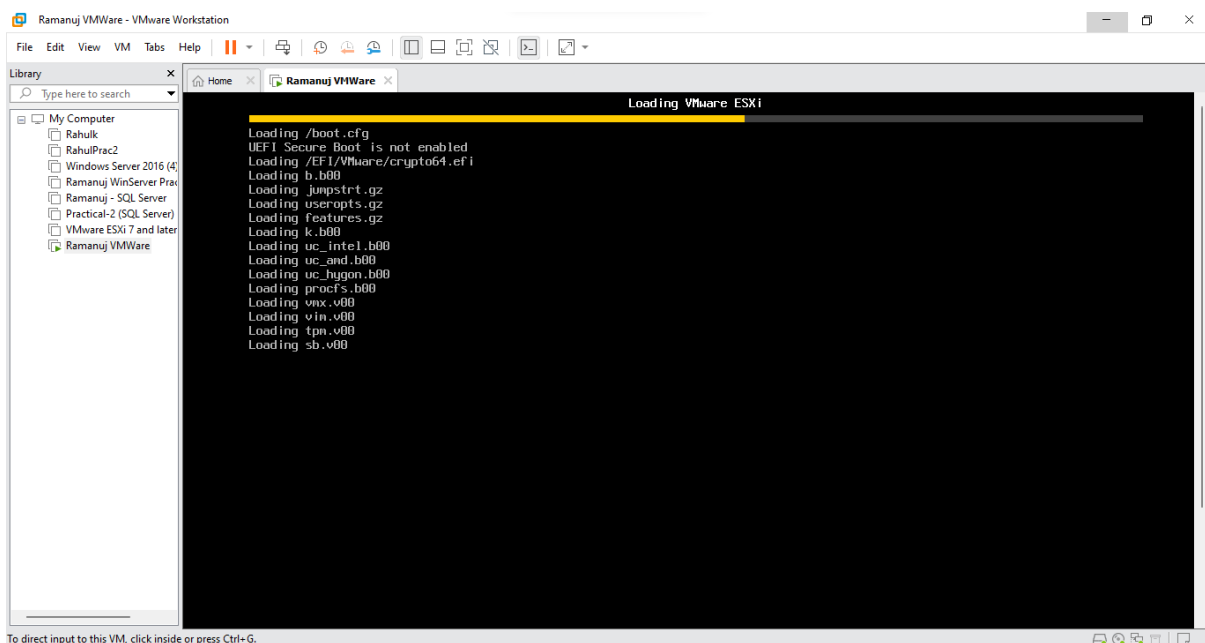 Ramanuj VMWare - VMware Workstation
File Edit View VM Tabs Help
Library
Type here to search
My Computer
Rahulk
RahulPrac2
Windows Server 2016 (4)
Ramanuj WinServer Prac
Ramanuj - SQL Server
Practical-2 (SQL Server)
VMware ESXi 7 and later
Ramanuj VMWare
Home
Ramanuj VMWare
Loading VMware ESXi
Loading /boot.cfg
UEFI Secure Boot is not enabled
Loading /EFI/VMware/crypto64.efi
Loading b.b00
Loading jumpstrt.gz
Loading useropts.gz
Loading features.gz
Loading k.b00
Loading uc_intel.b00
Loading uc_amd.b00
Loading uc_hygon.b00
Loading procfs.b00
Loading vmx.v00
Loading vim.v00
Loading tpm.v00
Loading sb.v00
To direct input to this VM, click inside or press Ctrl+G.